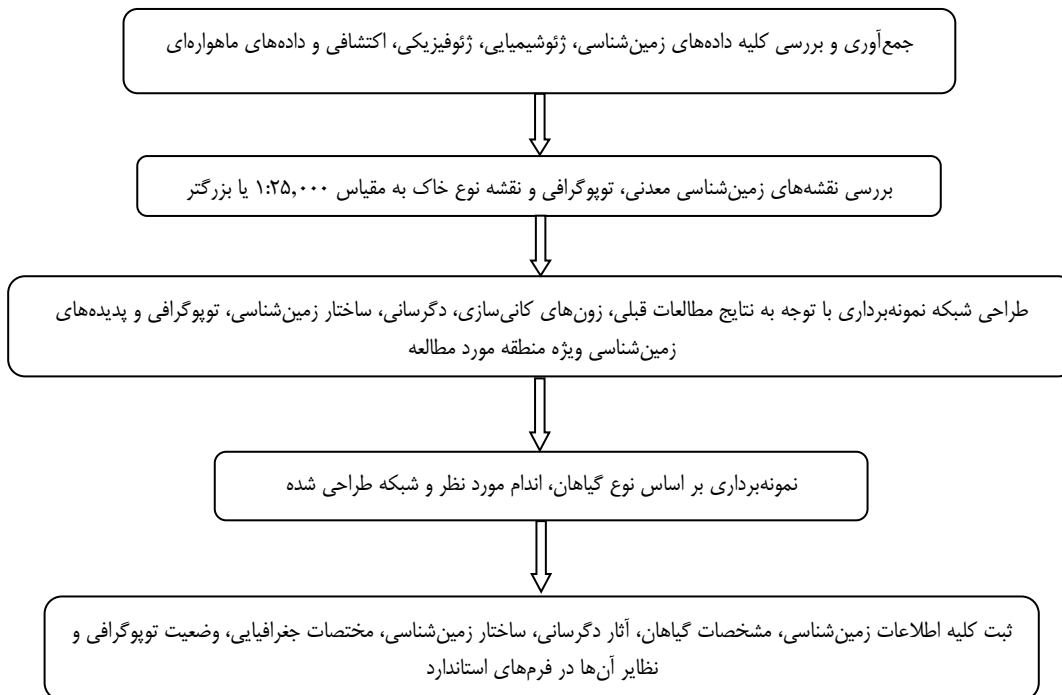 جمع‌آوری و بررسی کلیه داده‌های زمین‌شناسی، ژئوشیمیایی، ژئوفیزیکی، اکتشافی و داده‌های ماهواره‌ای
بررسی نقشه‌های زمین‌شناسی معدنی، توپوگرافی و نقشه نوع خاک به مقیاس ۱:۲۵,۰۰۰ یا بزرگتر
طراحی شبکه نمونه‌برداری با توجه به نتایج مطالعات قبلی، زون‌های کانی‌سازی، دگرسانی، ساختار زمین‌شناسی، توپوگرافی و پدیده‌های
زمین‌شناسی ویژه منطقه مورد مطالعه
نمونه‌برداری بر اساس نوع گیاهان، اندام مورد نظر و شبکه طراحی شده
ثبت کلیه اطلاعات زمین‌شناسی، مشخصات گیاهان، آثار دگرسانی، ساختار زمین‌شناسی، مختصات جغرافیایی، وضعیت توپوگرافی و
نظایر آن‌ها در فرم‌های استاندارد